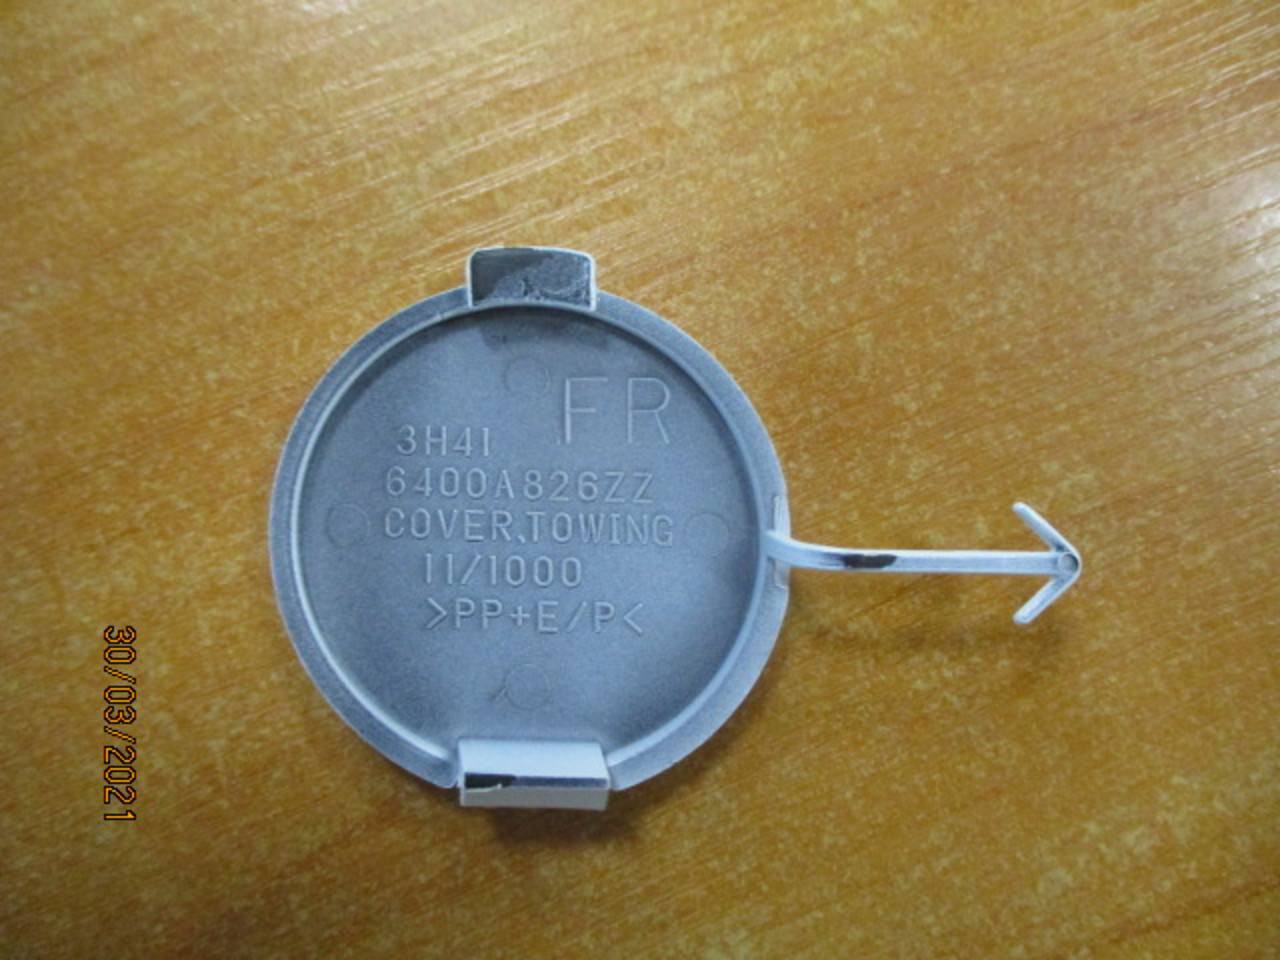 FR
3H41
6400A826ZZ
COVER,TOWING
11/1000
>PP+E/P<
30/03/2021